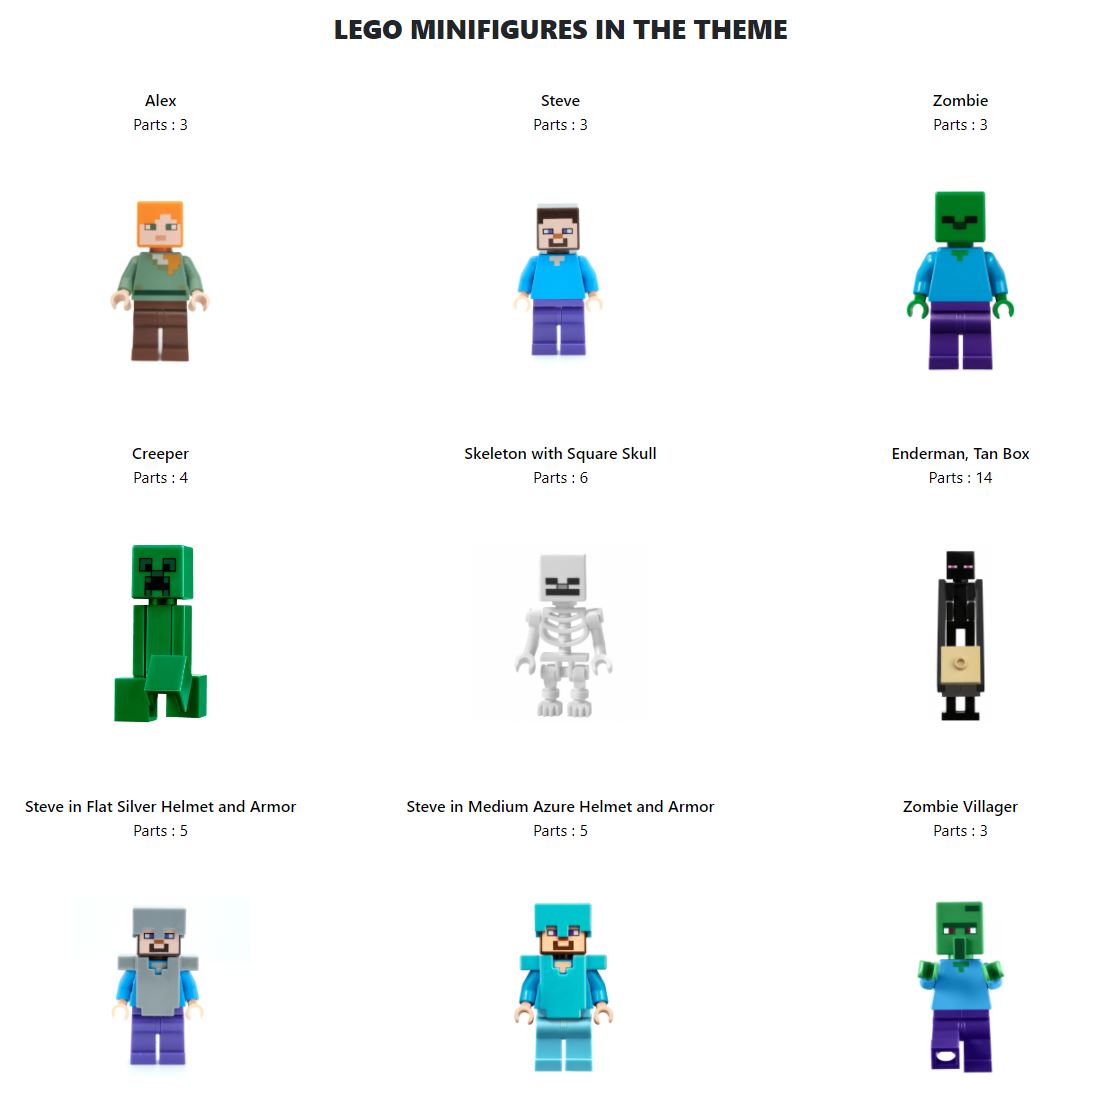 LEGO MINIFIGURES IN THE THEME
Alex
Parts : 3
Steve
Parts : 3
Zombie
Parts : 3
Creeper
Parts : 4
Skeleton with Square Skull
Parts : 6
Enderman, Tan Box
Parts : 14
Steve in Flat Silver Helmet and Armor
Parts : 5
Steve in Medium Azure Helmet and Armor
Parts : 5
Zombie Villager
Parts : 3